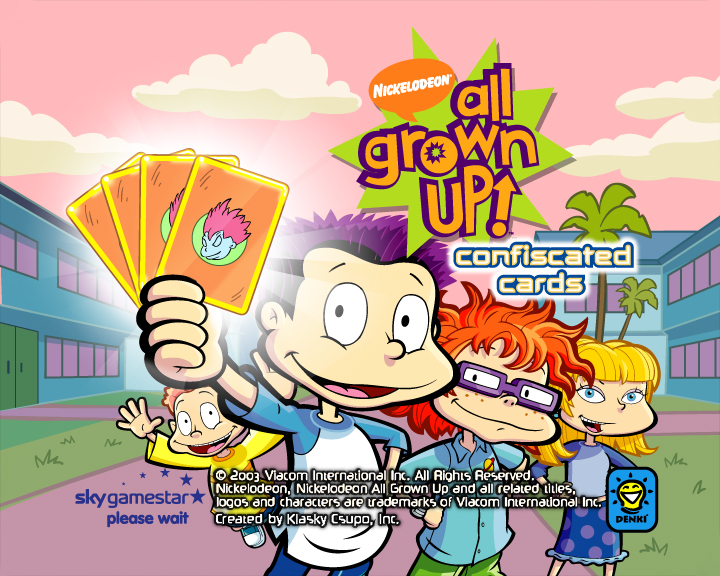 NICKELODEON
all
grown
UP!
confiscated
cards
© 2003 Viacom International Inc. All Rights Reserved.
Nickelodeon, Nickelodeon All Grown Up and all related titles,
logos and characters are trademarks of Viacom International Inc.
Created by Klasky Csupo, Inc.
skygamestar
please wait
DENKI